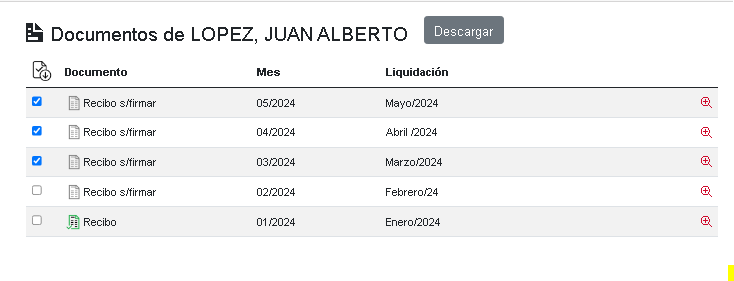 Documentos de LOPEZ, JUAN ALBERTO Descargar
Documento Mes Liquidación
Recibo s/firmar 05/2024 Mayo/2024
Recibo s/firmar 04/2024 Abril /2024
Recibo s/firmar 03/2024 Marzo/2024
Recibo s/firmar 02/2024 Febrero/24
Recibo 01/2024 Enero/2024